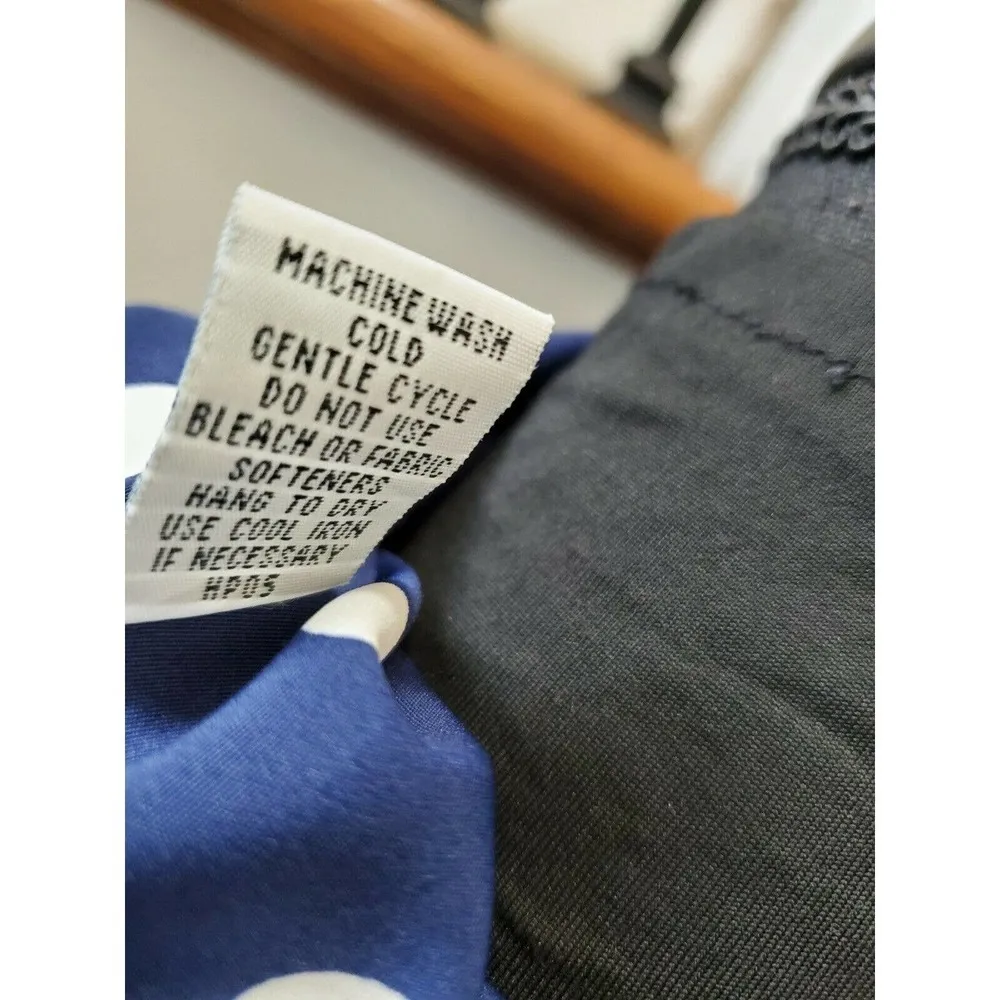 MACHINE WASH
COLD
GENTLE CYCLE
DO NOT USE
BLEACH OR FABRIC
SOFTENERS
HANG TO DRY
USE COOL IRON
IF NECESSARY
HP05